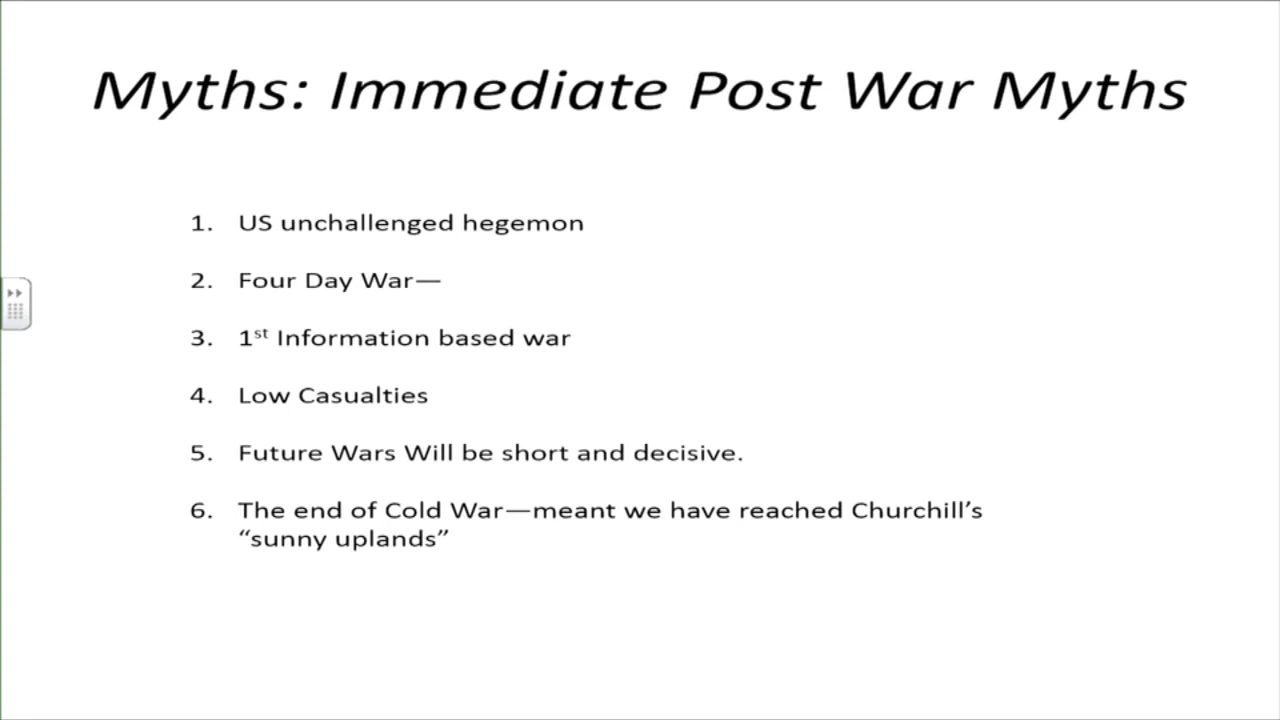 Myths: Immediate Post War Myths
1. US unchallenged hegemon
2. Four Day War—
3. 1st Information based war
4. Low Casualties
5. Future Wars Will be short and decisive.
6. The end of Cold War—meant we have reached Churchill’s
“sunny uplands”